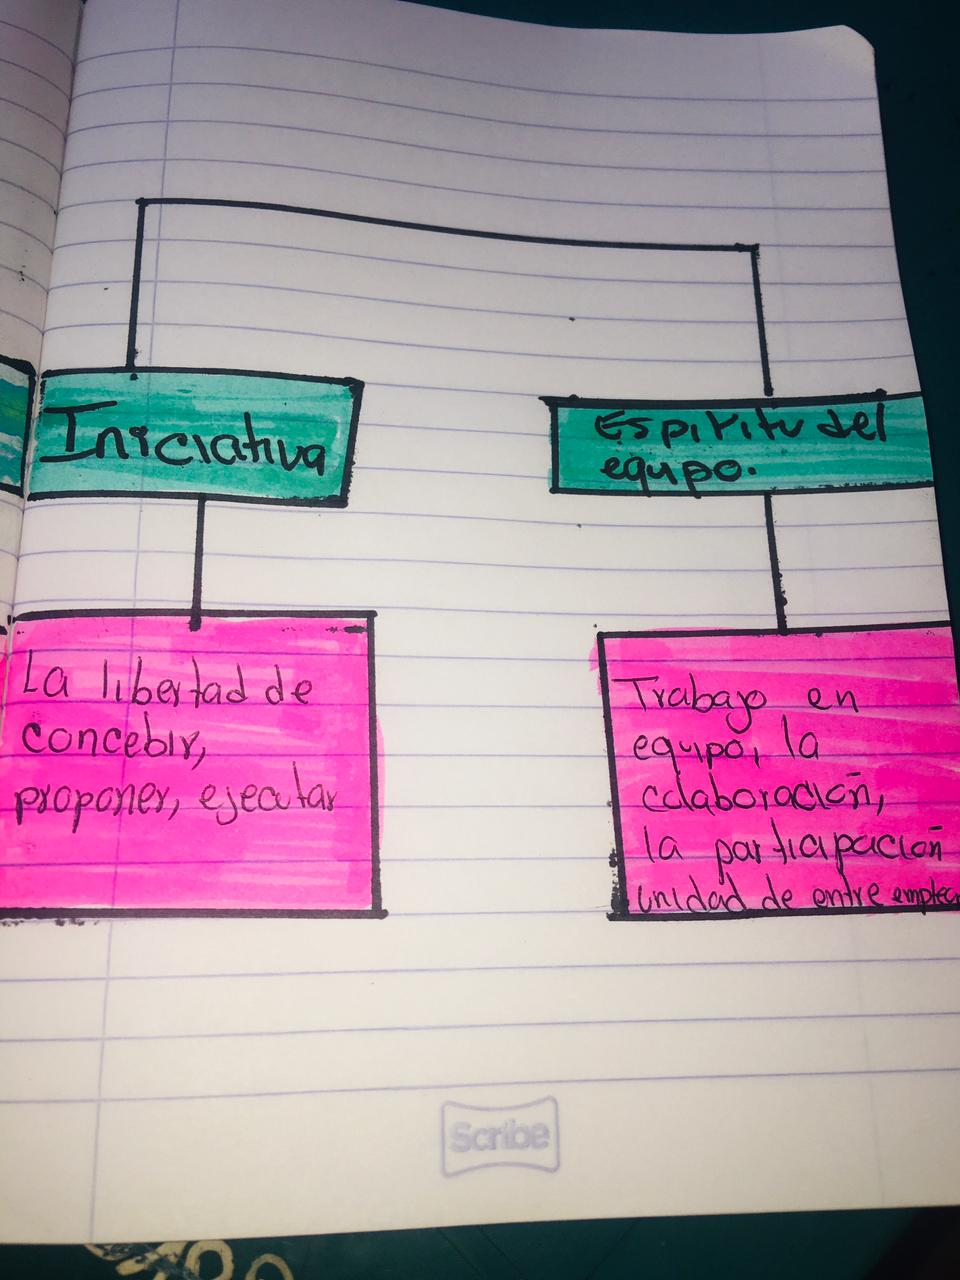 Iniciativa
Espiritu del
equpo.
La libertad de
concebir,
proponer, ejecutar
Trabajo en
equipo, la
colaboración,
la participación
unidad de entre
Scribe